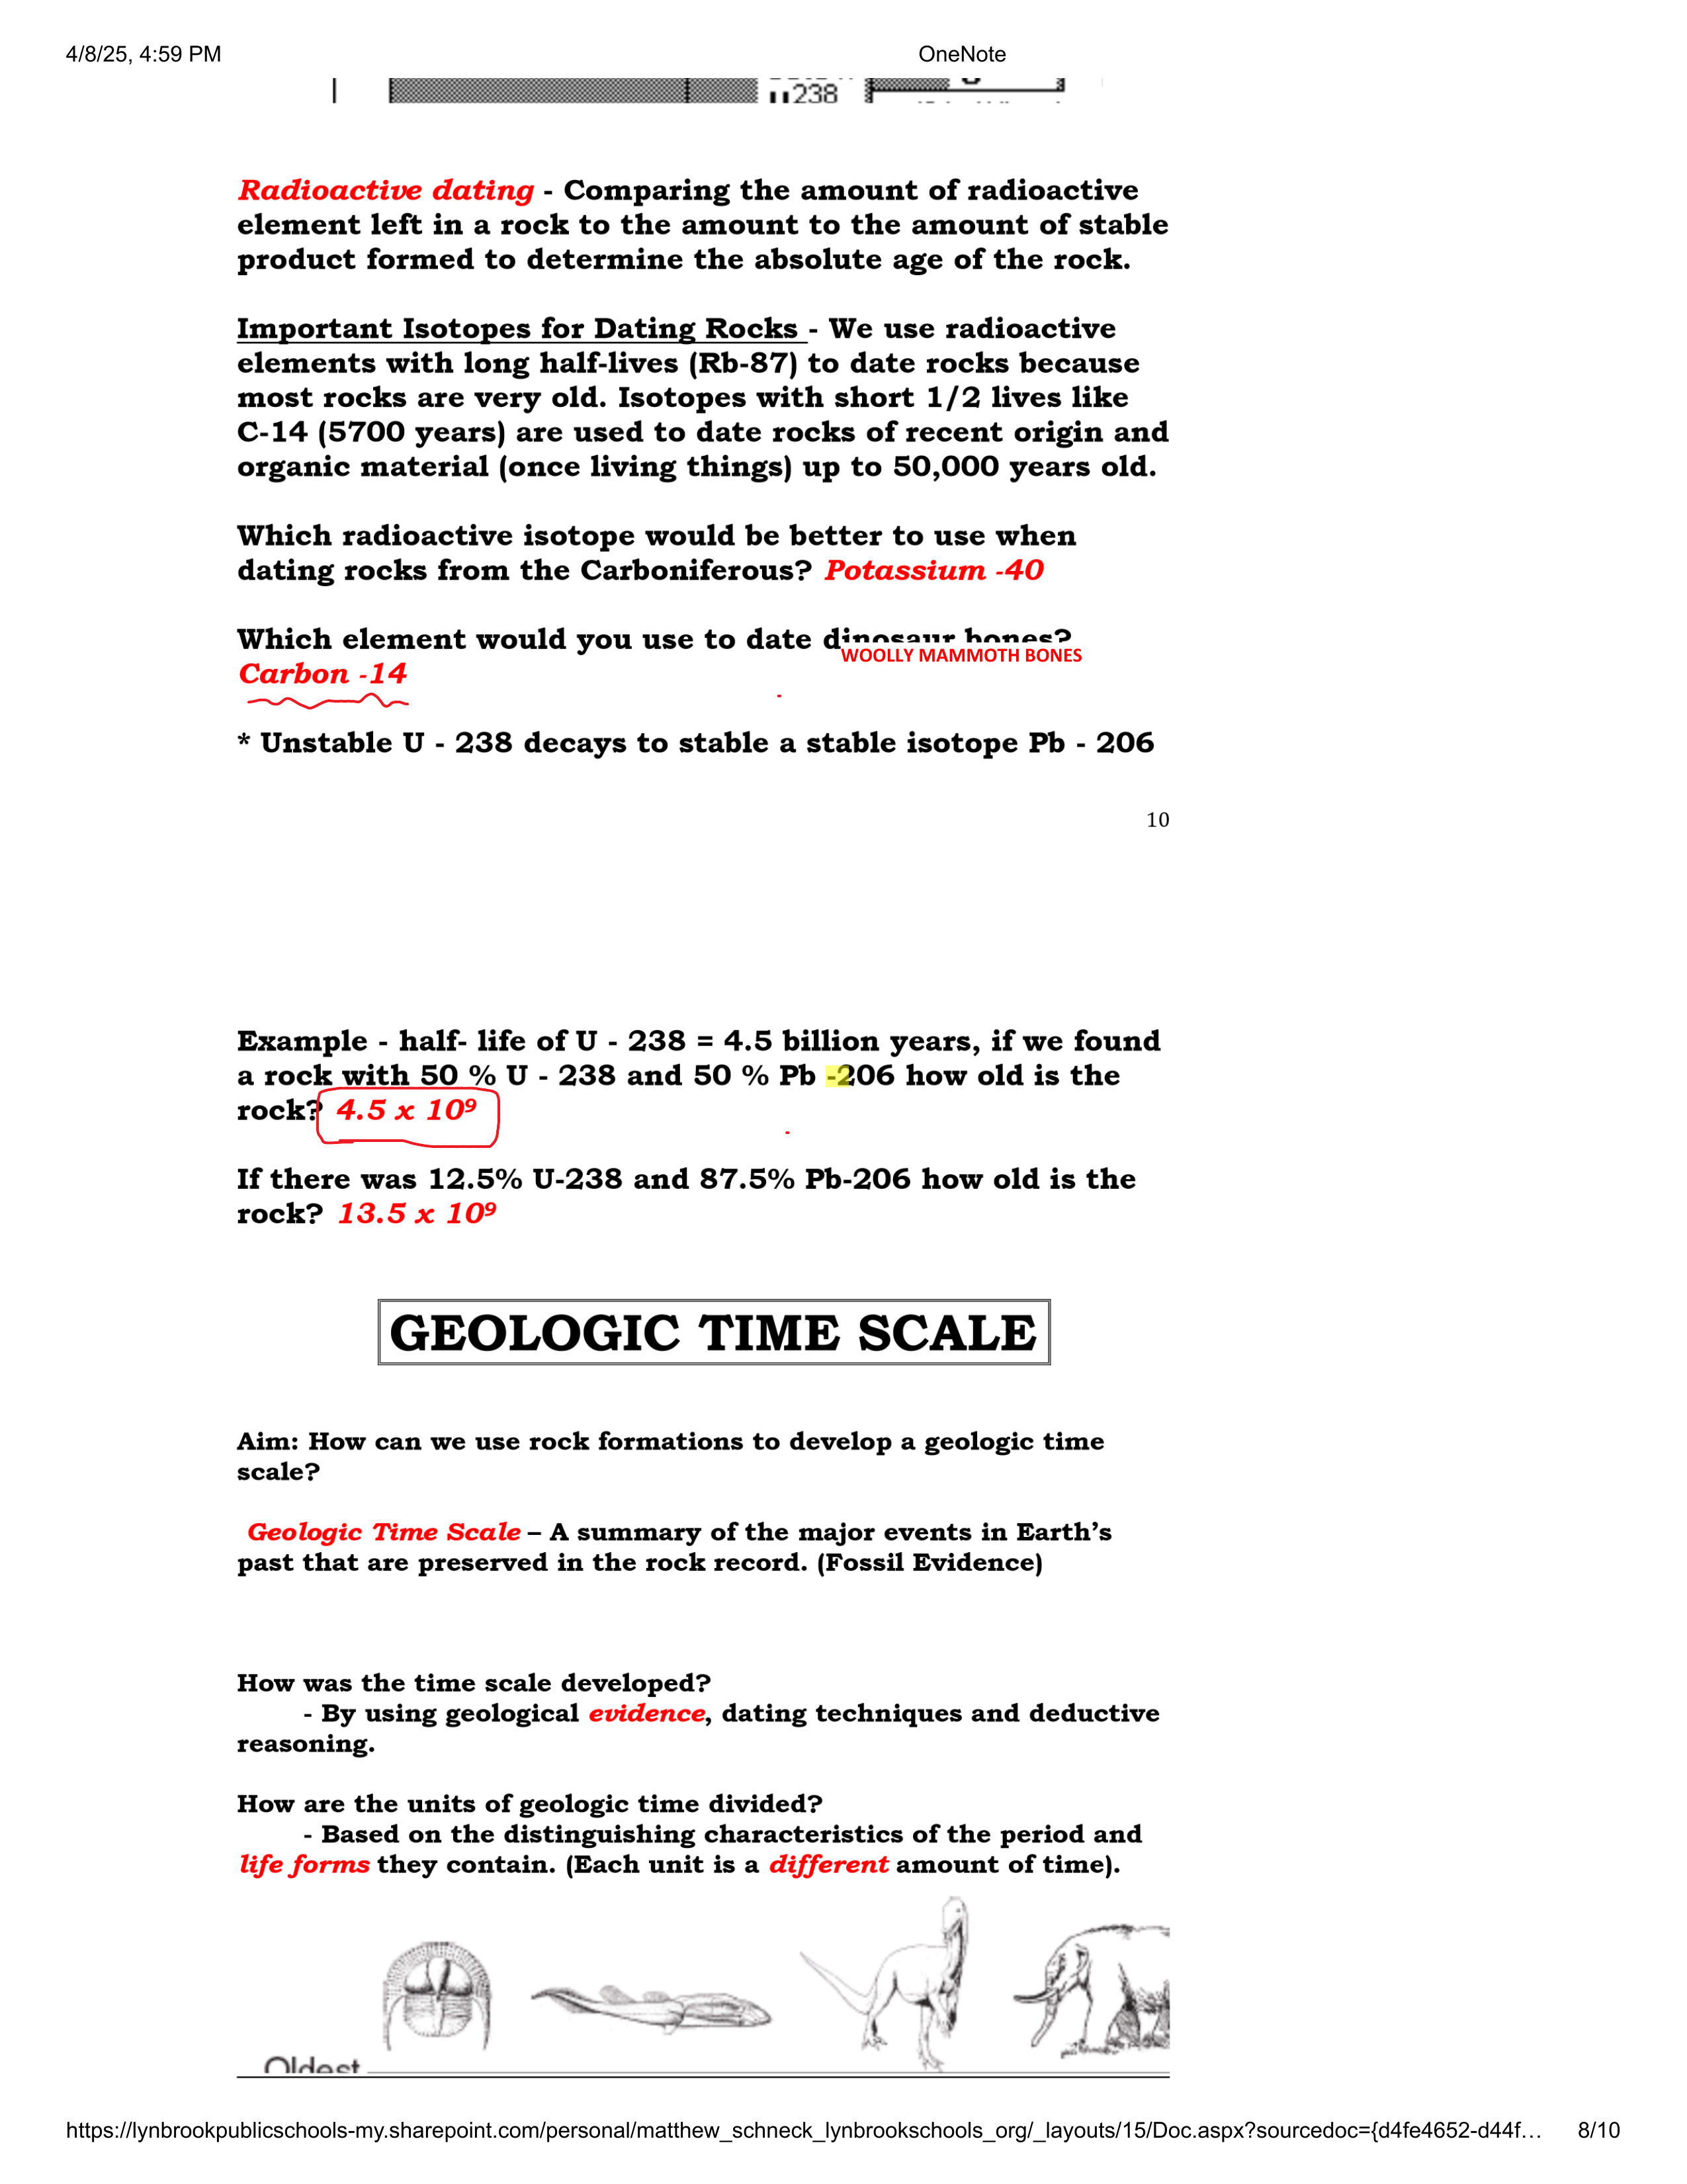 4/8/25, 4:59 PM OneNote
238
Radioactive dating - Comparing the amount of radioactive
element left in a rock to the amount to the amount of stable
product formed to determine the absolute age of the rock.
Important Isotopes for Dating Rocks - We use radioactive
elements with long half-lives (Rb-87) to date rocks because
most rocks are very old. Isotopes with short 1/2 lives like
C-14 (5700 years) are used to date rocks of recent origin and
organic material (once living things) up to 50,000 years old.
Which radioactive isotope would be better to use when
dating rocks from the Carboniferous? Potassium -40
Which element would you use to date dinosaur bones?
WOOLLY MAMMOTH BONES
Carbon -14
* Unstable U - 238 decays to stable a stable isotope Pb - 206
10
Example - half- life of U - 238 = 4.5 billion years, if we found
a rock with 50 % U - 238 and 50 % Pb -206 how old is the
rock? 4.5 x 10⁹
If there was 12.5% U-238 and 87.5% Pb-206 how old is the
rock? 13.5 x 10⁹
GEOLOGIC TIME SCALE
Aim: How can we use rock formations to develop a geologic time
scale?
Geologic Time Scale – A summary of the major events in Earth’s
past that are preserved in the rock record. (Fossil Evidence)
How was the time scale developed?
- By using geological evidence, dating techniques and deductive
reasoning.
How are the units of geologic time divided?
- Based on the distinguishing characteristics of the period and
life forms they contain. (Each unit is a different amount of time).
Oldest
https://lynbrookpublicschools-my.sharepoint.com/personal/matthew_schneck_lynbrookschools_org/_layouts/15/Doc.aspx?sourcedoc={d4fe4652-d44f… 8/10